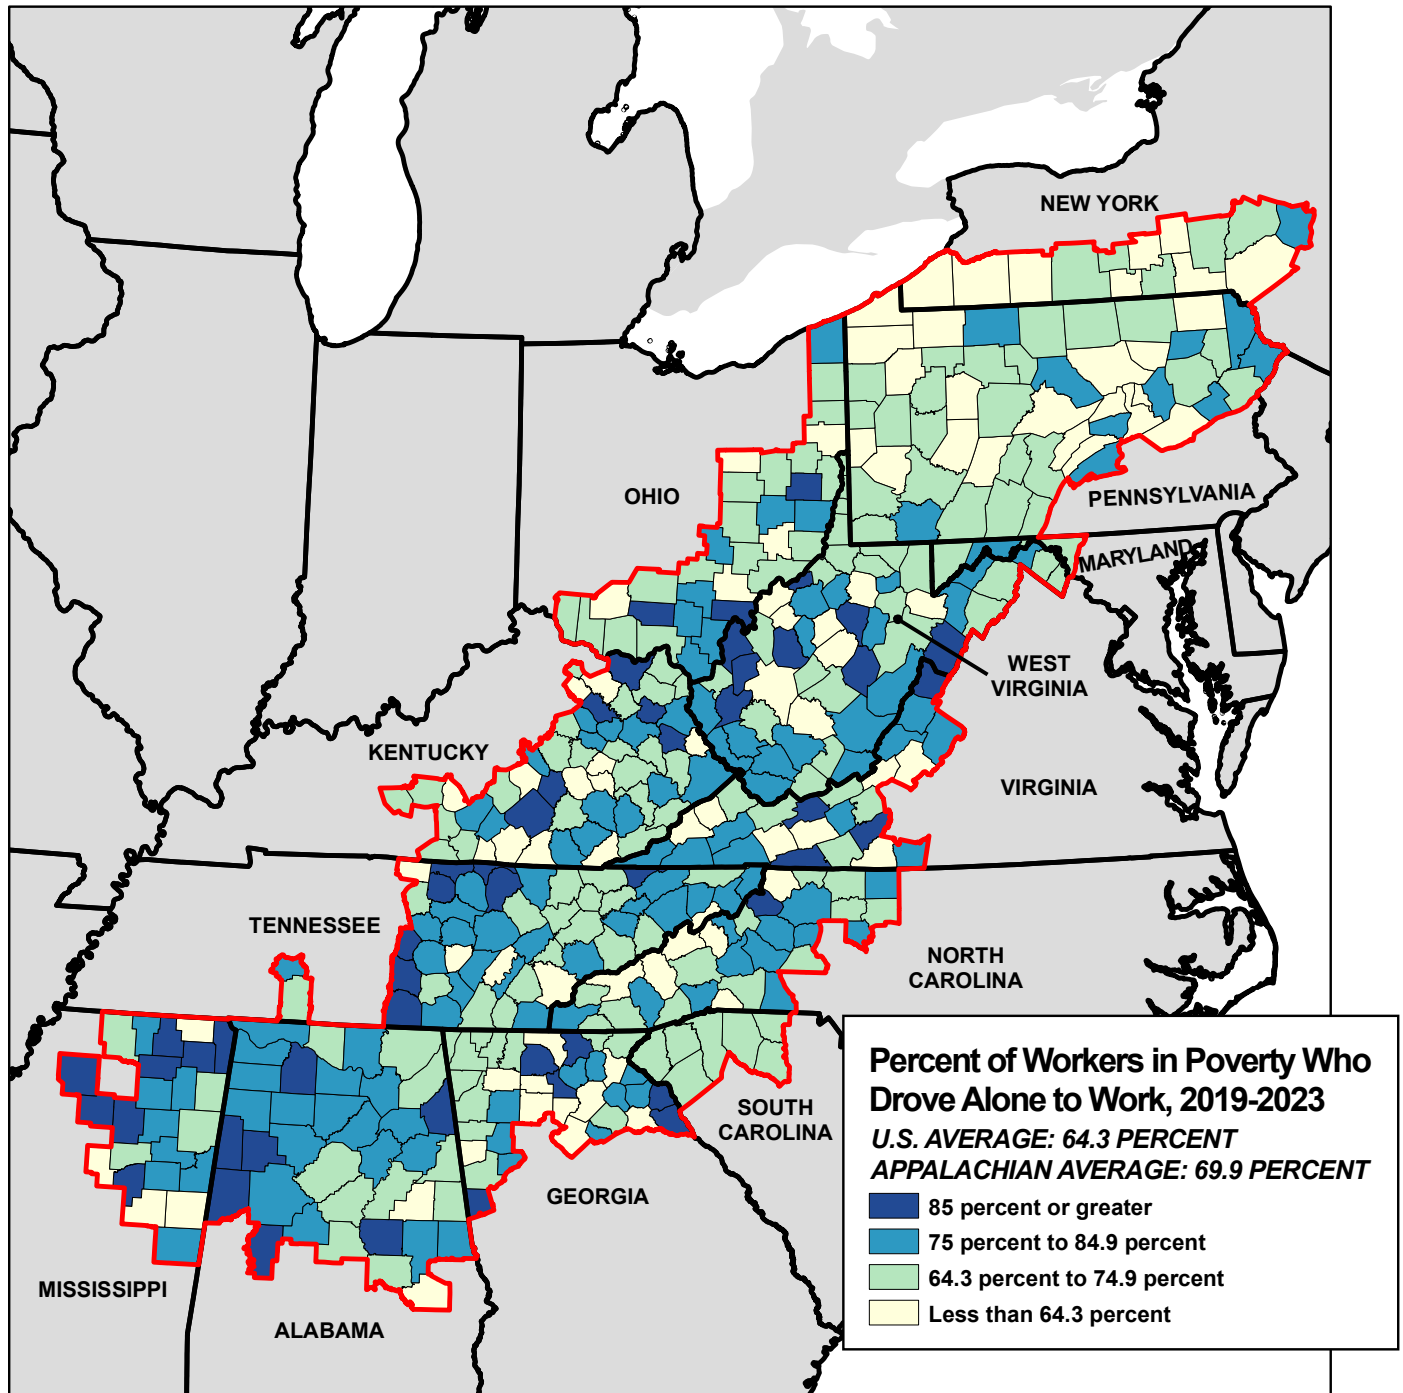 NEW YORK
OHIO
PENNSYLVANIA
MARYLAND
WEST
VIRGINIA
KENTUCKY
VIRGINIA
TENNESSEE
NORTH
CAROLINA
SOUTH
CAROLINA
GEORGIA
MISSISSIPPI
ALABAMA
Percent of Workers in Poverty Who
Drove Alone to Work, 2019-2023
U.S. AVERAGE: 64.3 PERCENT
APPALACHIAN AVERAGE: 69.9 PERCENT
85 percent or greater
75 percent to 84.9 percent
64.3 percent to 74.9 percent
Less than 64.3 percent